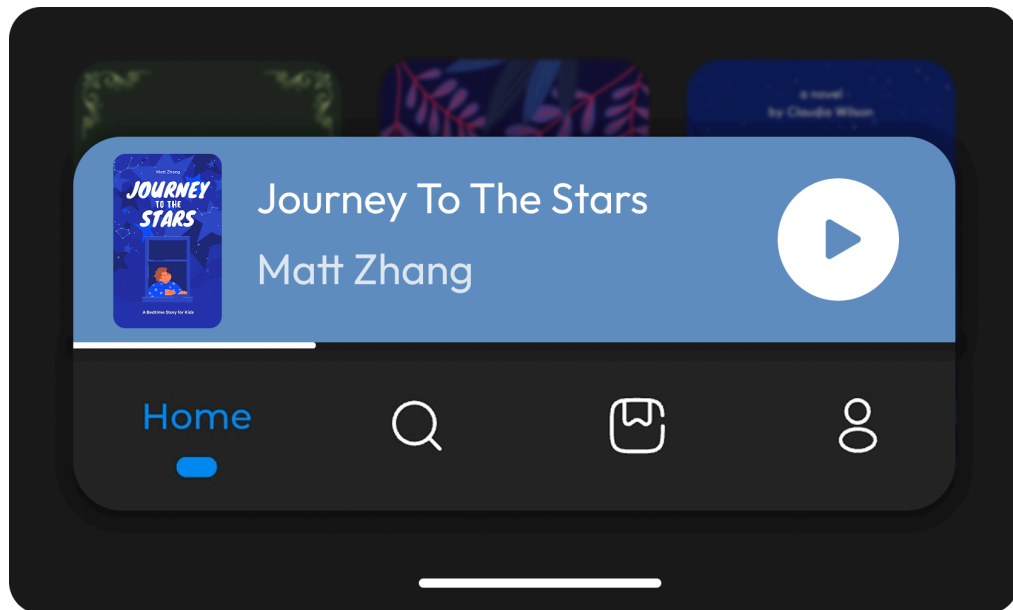 a novel
by Claudia Wilson
Matt Zhang
JOURNEY
TO THE
STARS
A Bedtime Story for Kids
Journey To The Stars
Matt Zhang
Home